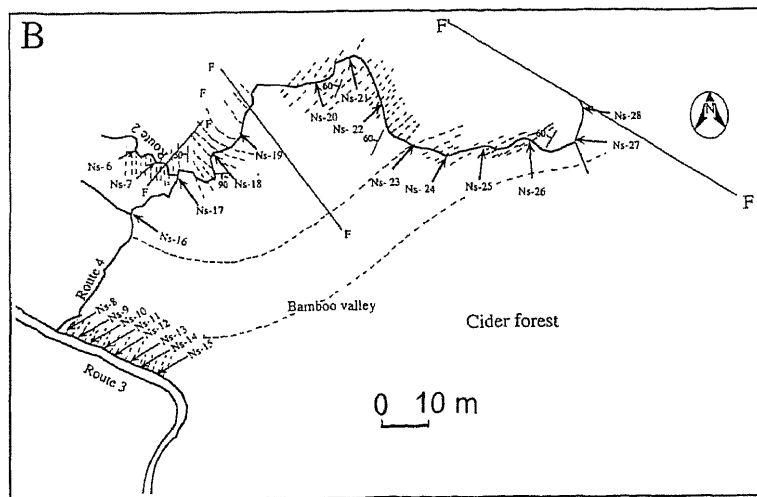 B
F
F
N
60
Ns-21
Ns-20
Ns-22
60
Ns-28
60
Ns-27
Route 2
F
50
Ns-6
Ns-7
F
Ns-19
Ns-18
90
Ns-17
Ns-23
Ns-24
Ns-25
Ns-26
F
F
Ns-16
Route 4
Ns-8
Ns-9
Ns-10
Ns-11
Ns-12
Ns-13
Ns-14
Ns-15
Bamboo valley
Cider forest
Route 3
0 10 m